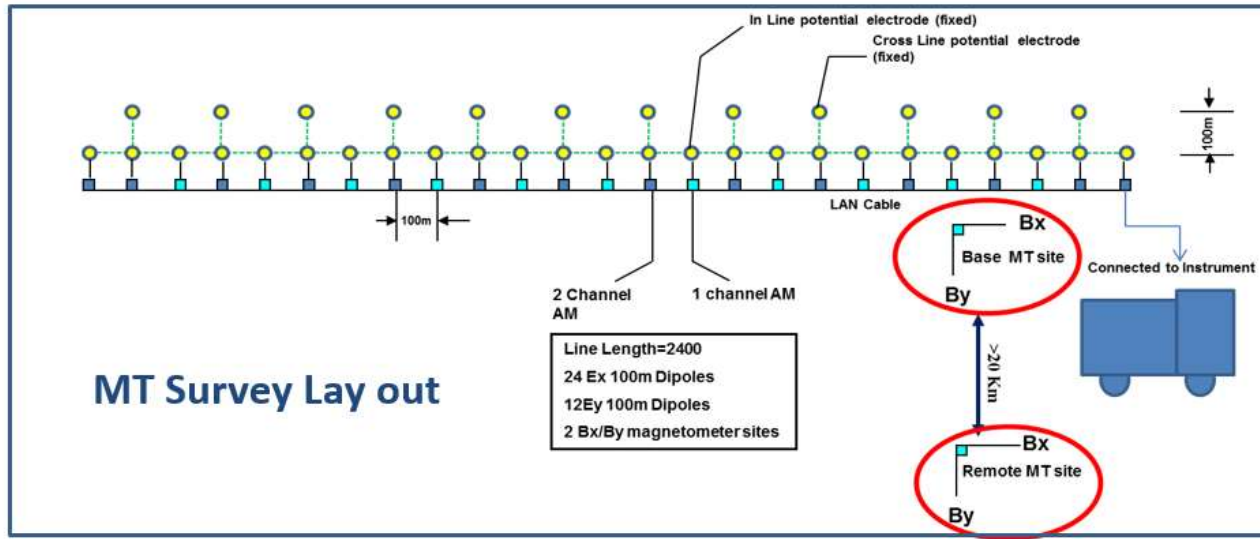 In Line potential electrode (fixed)
Cross Line potential electrode
(fixed)
100m
100m
LAN Cable
Bx
Base MT site
By
Connected to Instrument
2 Channel
AM
1 channel AM
Line Length=2400
24 Ex 100m Dipoles
12Ey 100m Dipoles
2 Bx/By magnetometer sites
MT Survey Lay out
>20 Km
Bx
Remote MT site
By